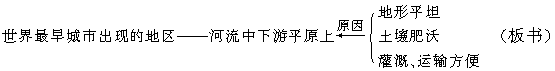 世界最早城市出现的地区——河流中下游平原上
原因
地形平坦
土壤肥沃
灌溉、运输方便
（板书）